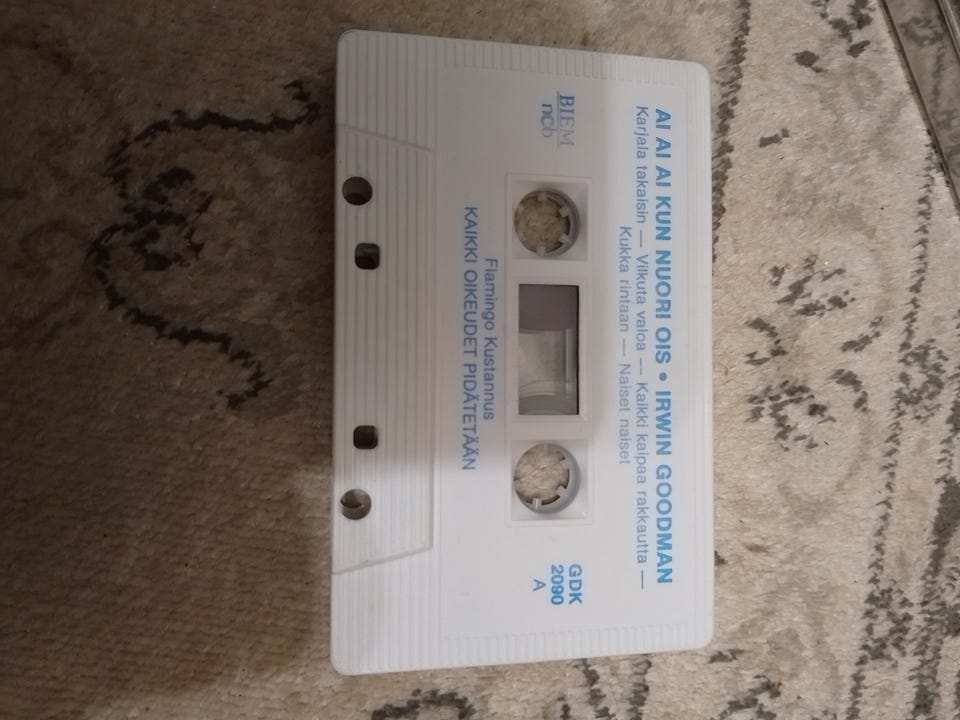 AI AI AI KUN NUORI OIS • IRWIN GOODMAN
Karjala takaisin — Vilkuta valoa — Kaikki kaipaa rakkautta —
Kukka rintaan — Naiset naiset
BIEM
ncb
GDK
2090
A
Flamingo Kustannus
KAIKKI OIKEUDET PIDÄTETÄÄN